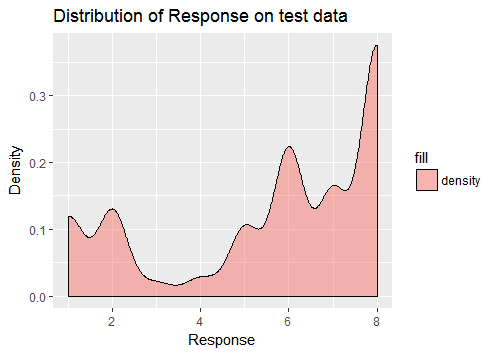 Distribution of Response on test data
Density
0.3
0.2
0.1
0.0
2 4 6 8
Response
fill
density